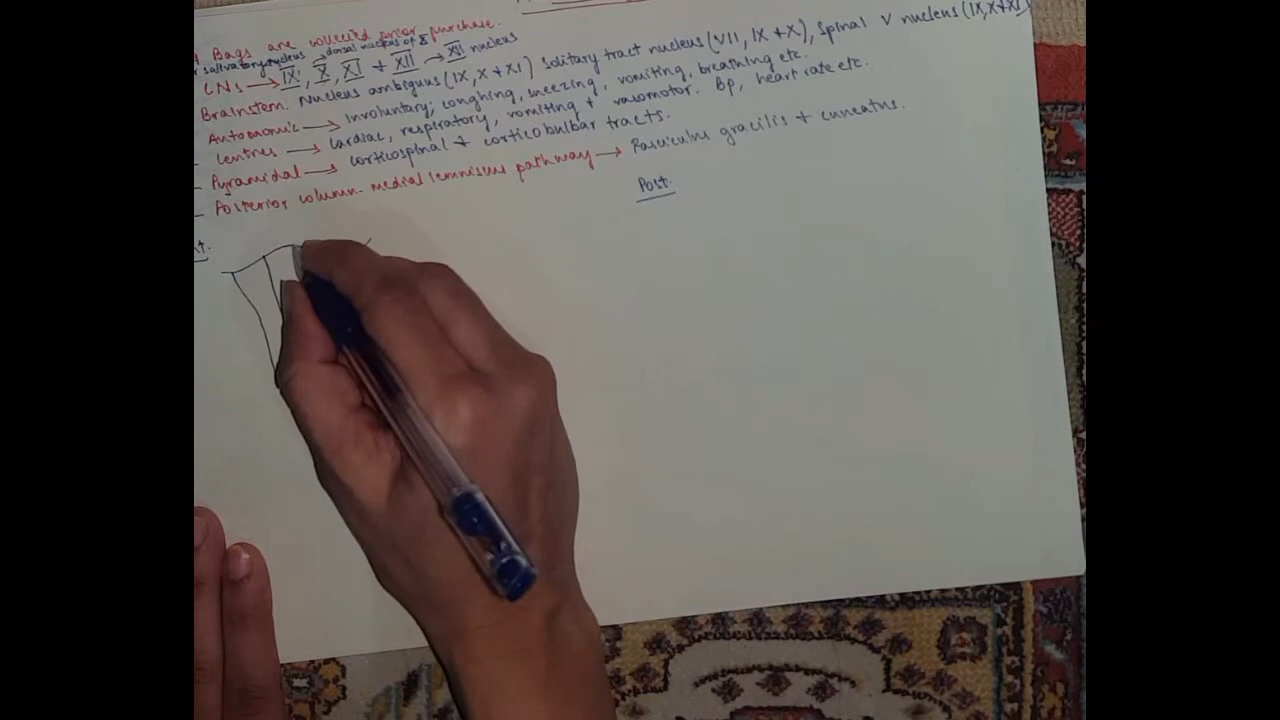 Bags are collected prior purchase.
salivatory nucleus → dorsal nucleus of X
CNs → IX, X, XI + XII → XII nucleus
Brainstem. Nucleus ambiguus (IX, X + XI) Solitary tract nucleus (VII, IX + X), Spinal V nucleus (IX, X + XI)
Autonomic → Involuntary; coughing, sneezing, vomiting, breathing etc.
Centres → Cardiac, respiratory, vomiting + vasomotor. BP, heart rate etc.
Pyramidal → corticospinal + corticobulbar tracts.
Posterior column-medial lemniscus pathway → Fasciculus gracilis + cuneatus.
Post.